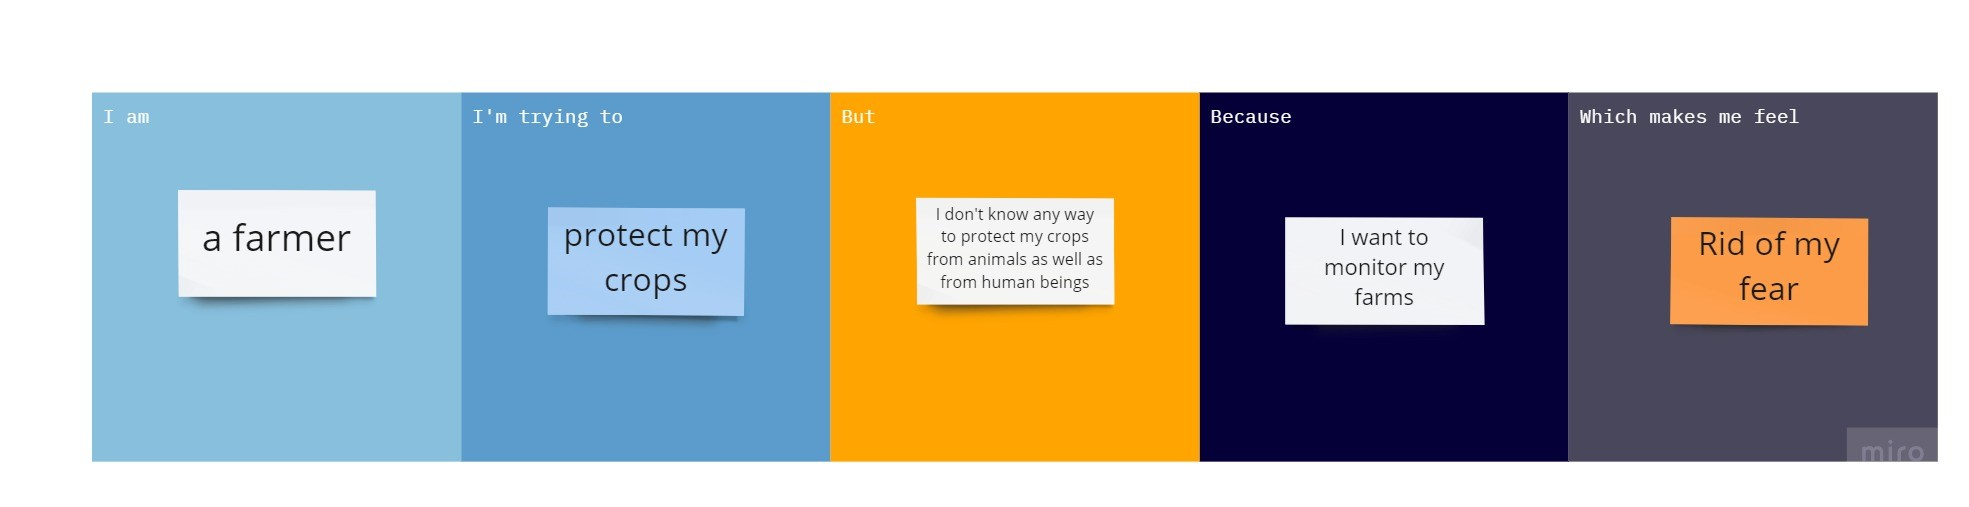 I am
a farmer
I'm trying to
protect my
crops
But
I don't know any way
to protect my crops
from animals as well as
from human beings
Because
I want to
monitor my
farms
Which makes me feel
Rid of my
fear
miro